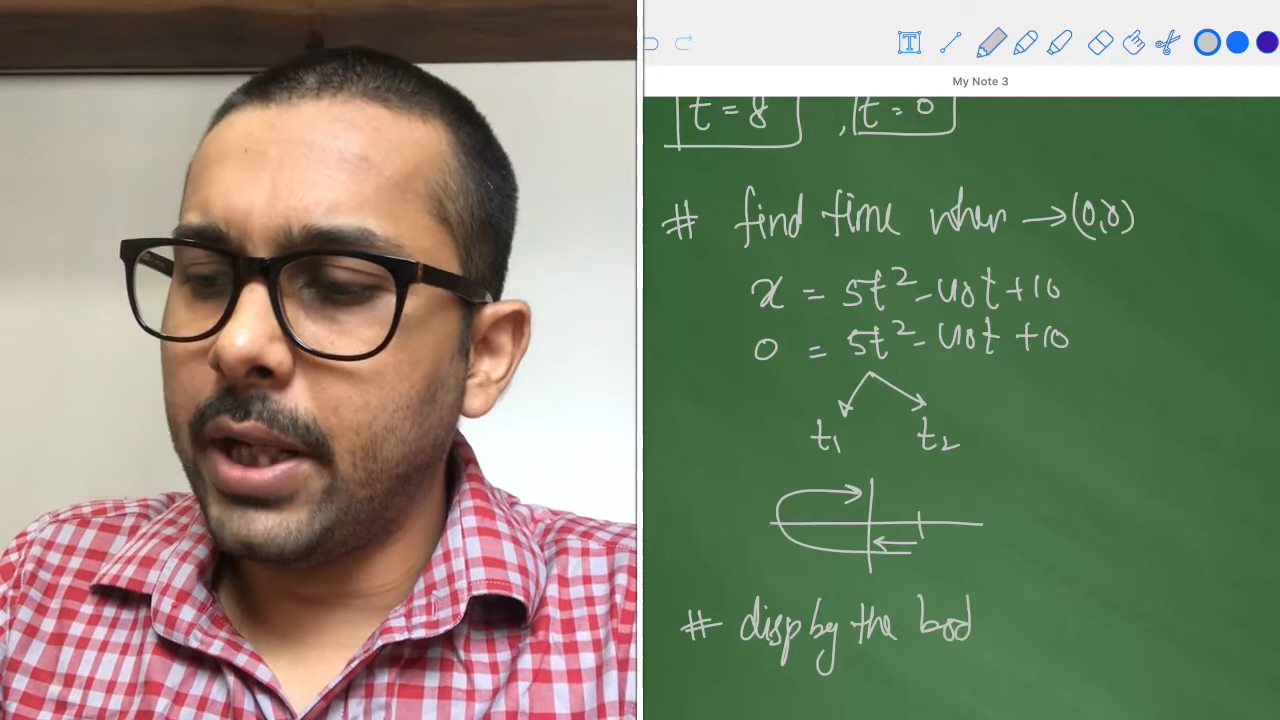 My Note 3
t = 8 , t = 0
# find time when → (0,0)
x = 5t² - 40t + 10
0 = 5t² - 40t + 10
t₁ t₂
# disp by the bod